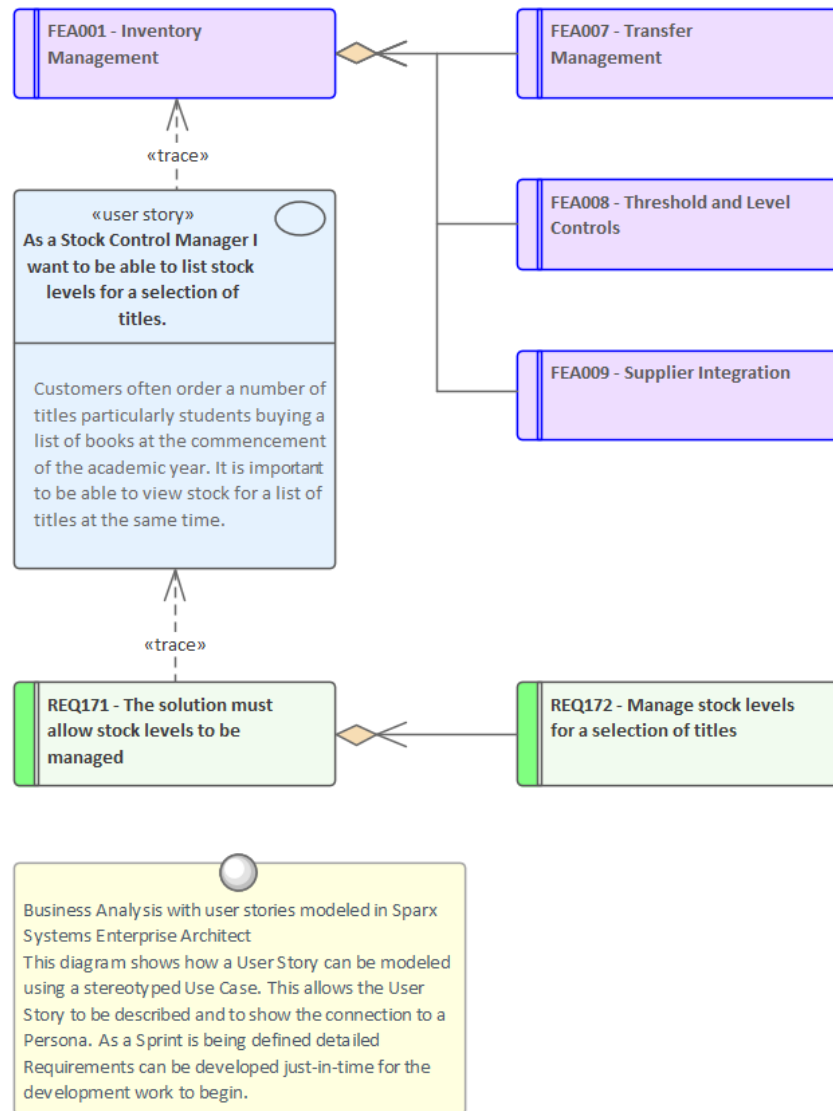 FEA001 - Inventory
Management
FEA007 - Transfer
Management
«trace»
FEA008 - Threshold and Level
Controls
«user story»
As a Stock Control Manager I
want to be able to list stock
levels for a selection of
titles.
FEA009 - Supplier Integration
Customers often order a number of
titles particularly students buying a
list of books at the commencement
of the academic year. It is important
to be able to view stock for a list of
titles at the same time.
«trace»
REQ171 - The solution must
allow stock levels to be
managed
REQ172 - Manage stock levels
for a selection of titles
Business Analysis with user stories modeled in Sparx
Systems Enterprise Architect
This diagram shows how a User Story can be modeled
using a stereotyped Use Case. This allows the User
Story to be described and to show the connection to a
Persona. As a Sprint is being defined detailed
Requirements can be developed just-in-time for the
development work to begin.